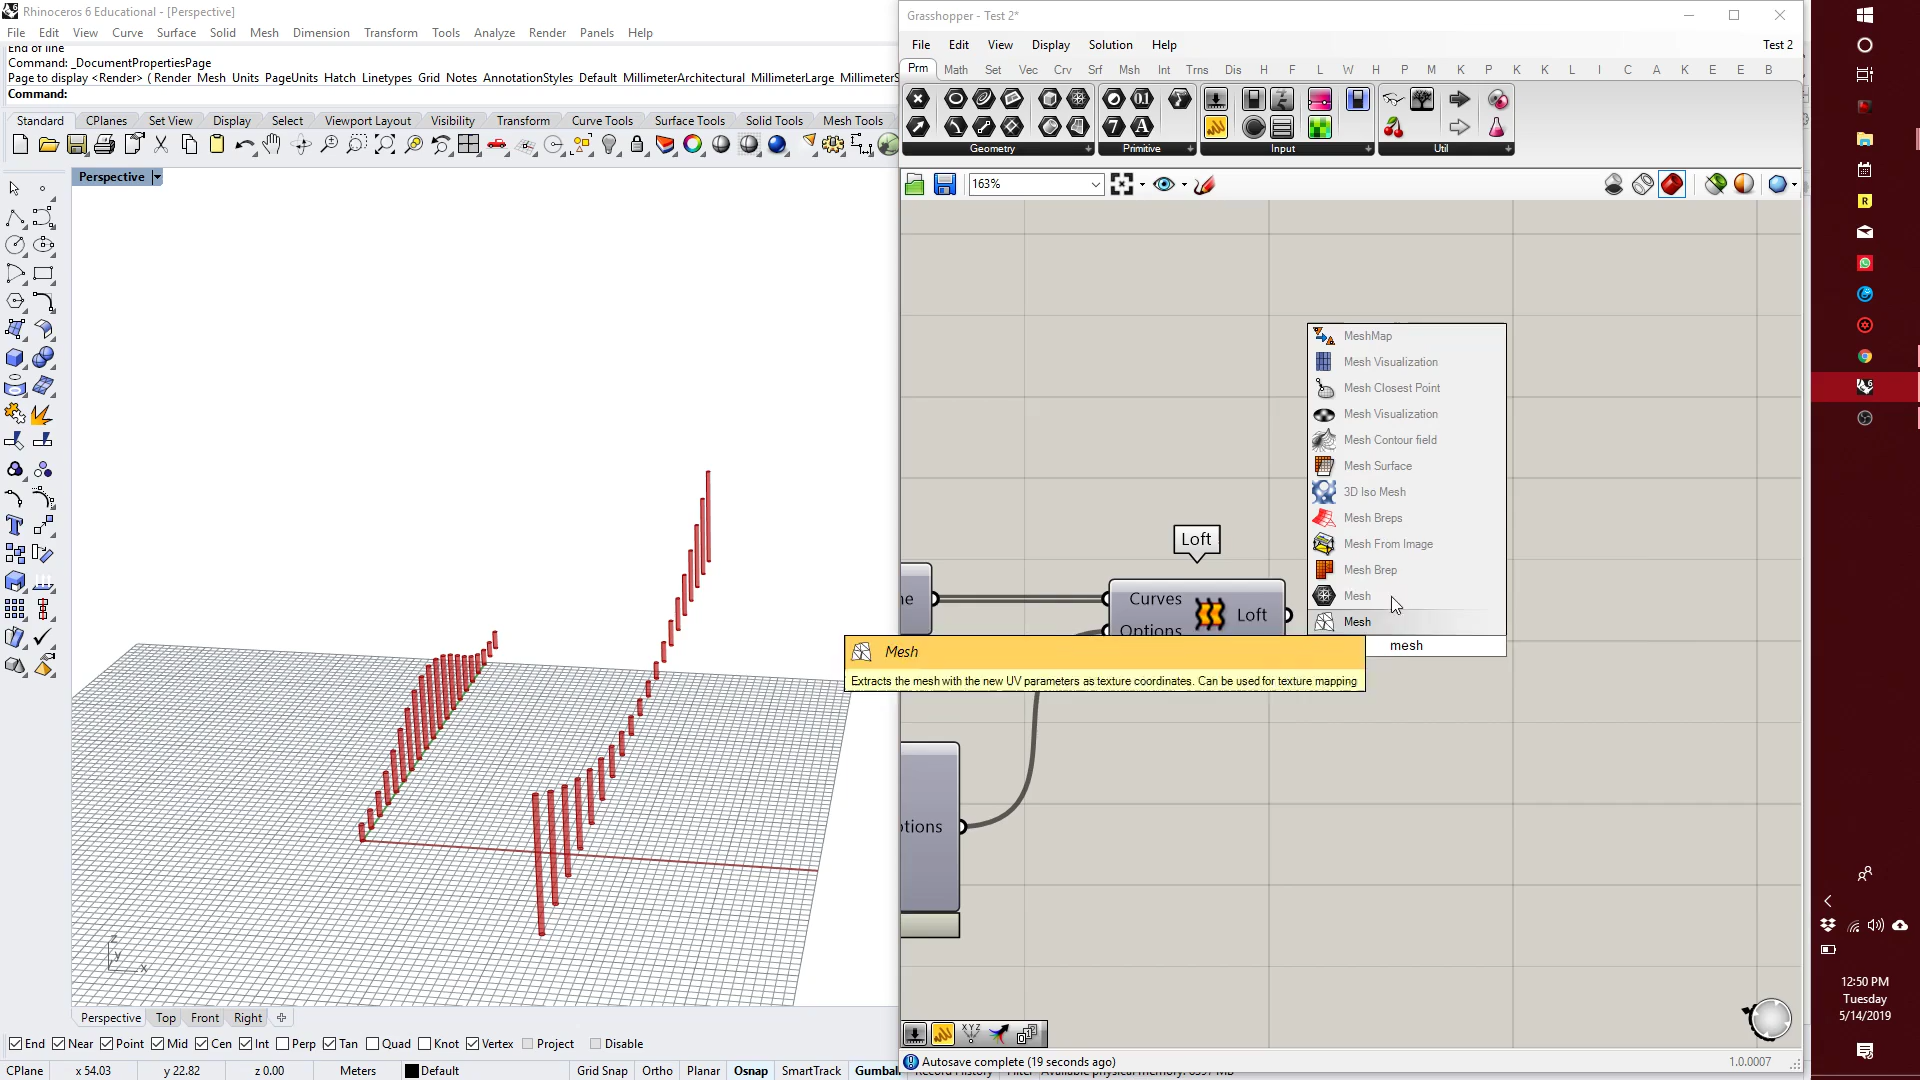 Rhinoceros 6 Educational - [Perspective]
File Edit View Curve Surface Solid Mesh Dimension Transform Tools Analyze Render Panels Help
End of line
Command: _DocumentPropertiesPage
Page to display <Render> ( Render Mesh Units PageUnits Hatch Linetypes Grid Notes AnnotationStyles Default MillimeterArchitectural MillimeterLarge MillimeterS
Command:
Standard CPlanes Set View Display Select Viewport Layout Visibility Transform Curve Tools Surface Tools Solid Tools Mesh Tools
Perspective
z
y
x
Perspective Top Front Right
End Near Point Mid Cen Int Perp Tan Quad Knot Vertex Project Disable
CPlane x 54.03 y 22.82 z 0.00 Meters Default Grid Snap Ortho Planar Osnap SmartTrack Gumball
Grasshopper - Test 2*
File Edit View Display Solution Help Test 2
Prm Math Set Vec Crv Srf Msh Int Trns Dis H F L W H P M K P K K L I C A K E E B
Geometry Primitive Input Util
163%
MeshMap
Mesh Visualization
Mesh Closest Point
Mesh Visualization
Mesh Contour field
Mesh Surface
3D Iso Mesh
Mesh Breps
Mesh From Image
Mesh Brep
Mesh
Mesh
mesh
Loft
ne
Curves
Options
Loft
Mesh
Extracts the mesh with the new UV parameters as texture coordinates. Can be used for texture mapping
tions
Autosave complete (19 seconds ago)
1.0.0007
12:50 PM
Tuesday
5/14/2019